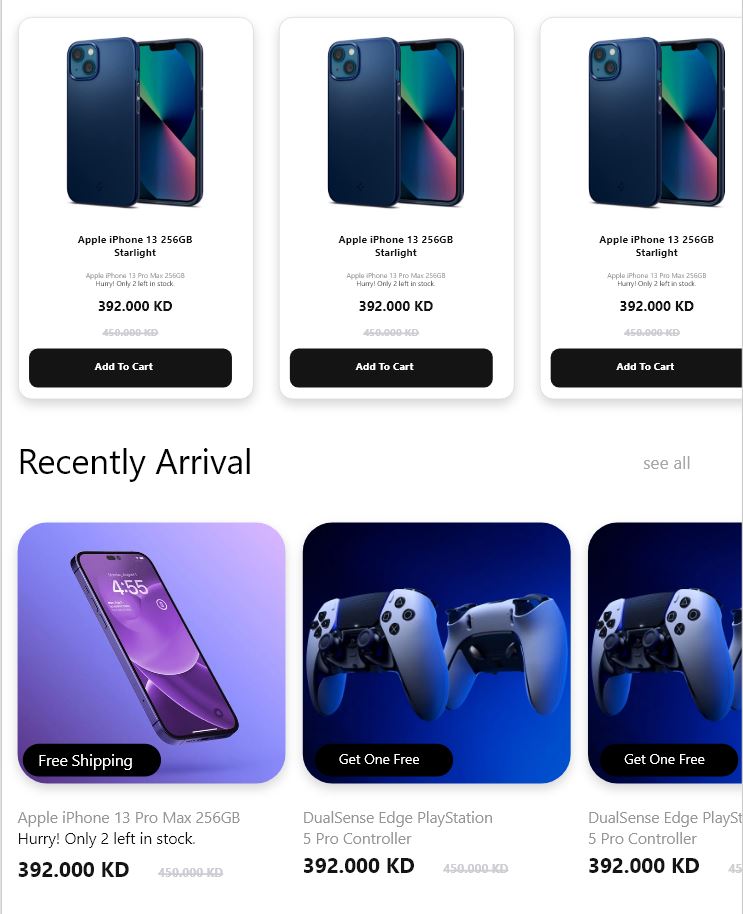 Apple iPhone 13 256GB
Starlight
Apple iPhone 13 Pro Max 256GB
Hurry! Only 2 left in stock.
392.000 KD
450.000 KD
Add To Cart
Apple iPhone 13 256GB
Starlight
Apple iPhone 13 Pro Max 256GB
Hurry! Only 2 left in stock.
392.000 KD
450.000 KD
Add To Cart
Apple iPhone 13 256GB
Starlight
Apple iPhone 13 Pro Max 256GB
Hurry! Only 2 left in stock.
392.000 KD
450.000 KD
Add To Cart
Recently Arrival
see all
4:55
Free Shipping
Apple iPhone 13 Pro Max 256GB
Hurry! Only 2 left in stock.
392.000 KD
450.000 KD
Get One Free
DualSense Edge PlayStation
5 Pro Controller
392.000 KD
450.000 KD
Get One Free
DualSense Edge PlaySt
5 Pro Controller
392.000 KD
45